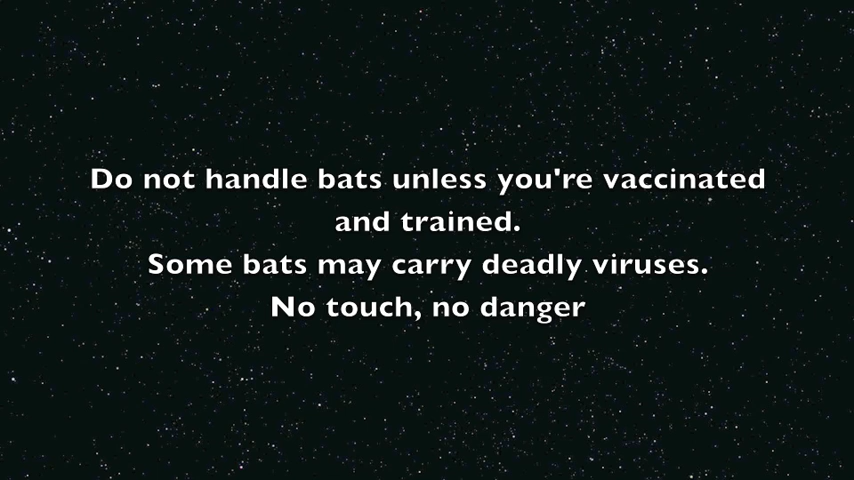 Do not handle bats unless you're vaccinated
and trained.
Some bats may carry deadly viruses.
No touch, no danger